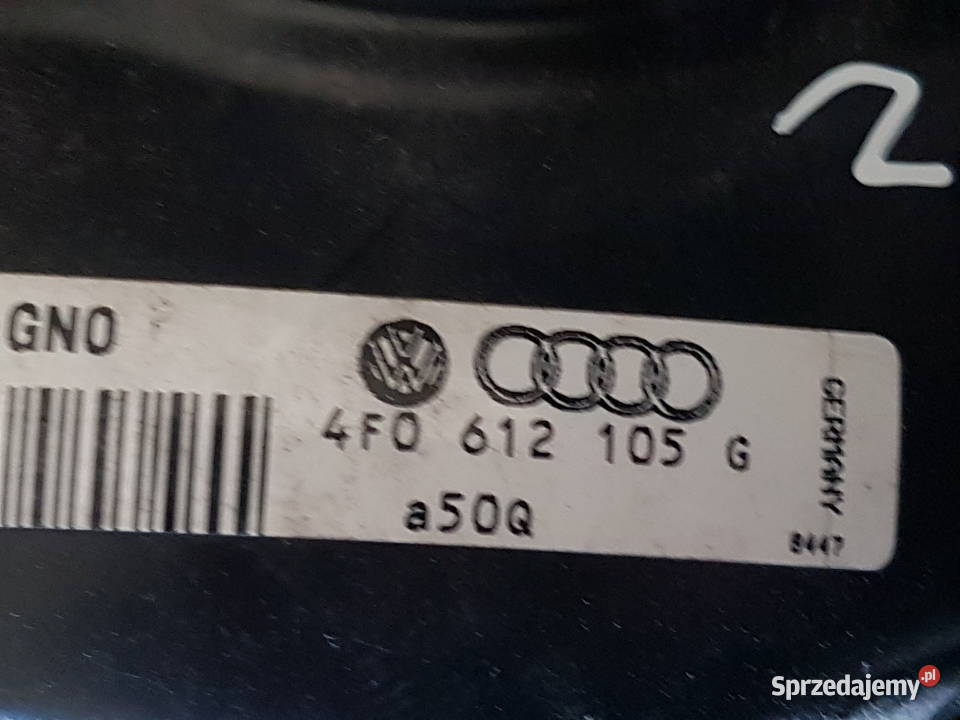 2
GNO
4F0 612 105 G
a50Q
GERMANY
8447
Sprzedajemy.pl